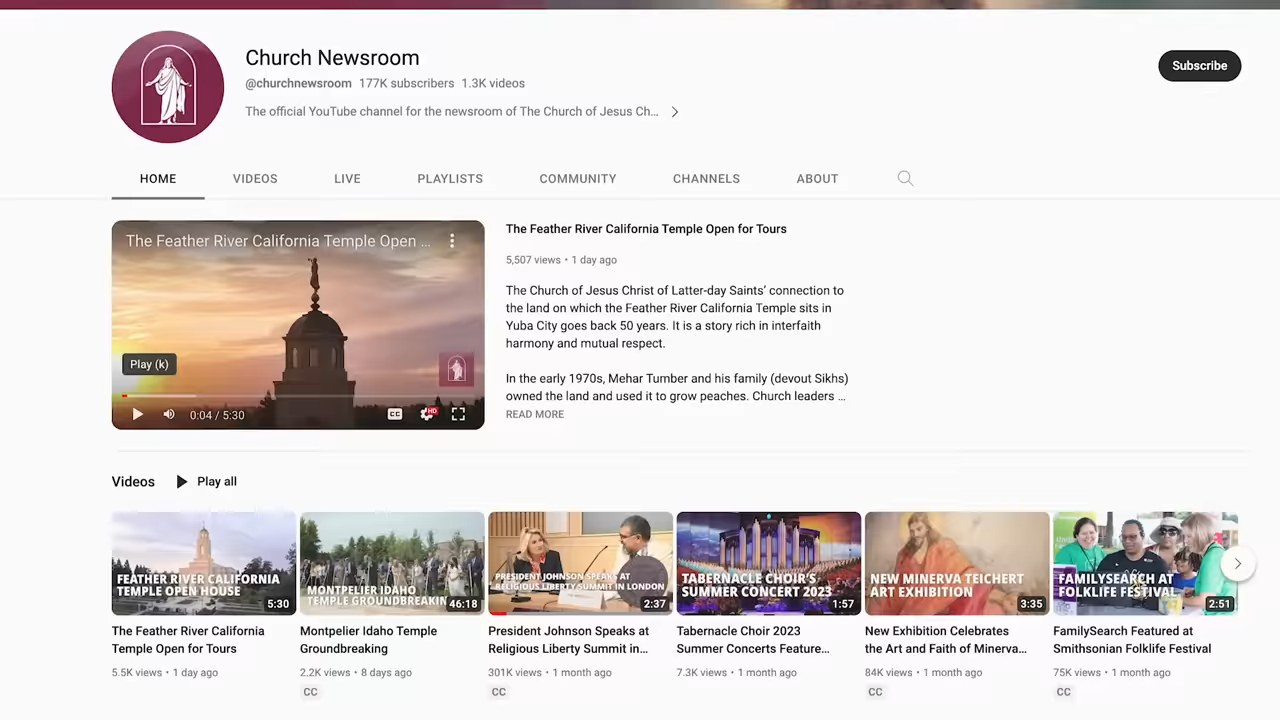 Church Newsroom
@churchnewsroom 177K subscribers 1.3K videos
The official YouTube channel for the newsroom of The Church of Jesus Ch...
Subscribe
HOME VIDEOS LIVE PLAYLISTS COMMUNITY CHANNELS ABOUT
The Feather River California Temple Open ...
Play (k)
0:04 / 5:30
CC
HD
The Feather River California Temple Open for Tours
5,507 views • 1 day ago
The Church of Jesus Christ of Latter-day Saints’ connection to
the land on which the Feather River California Temple sits in
Yuba City goes back 50 years. It is a story rich in interfaith
harmony and mutual respect.
In the early 1970s, Mehar Tumber and his family (devout Sikhs)
owned the land and used it to grow peaches. Church leaders ...
READ MORE
Videos Play all
FEATHER RIVER CALIFORNIA
TEMPLE OPEN HOUSE
5:30
The Feather River California
Temple Open for Tours
5.5K views • 1 day ago
MONTPELIER IDAHO
TEMPLE GROUNDBREAKIN
46:18
Montpelier Idaho Temple
Groundbreaking
2.2K views • 8 days ago
CC
PRESIDENT JOHNSON SPEAKS AT
RELIGIOUS LIBERTY SUMMIT IN LONDON
2:37
President Johnson Speaks at
Religious Liberty Summit in...
301K views • 1 month ago
CC
TABERNACLE CHOIR'S
SUMMER CONCERT 2023
1:57
Tabernacle Choir 2023
Summer Concerts Feature...
7.3K views • 1 month ago
NEW MINERVA TEICHERT
ART EXHIBITION
3:35
New Exhibition Celebrates
the Art and Faith of Minerva...
84K views • 1 month ago
CC
FAMILYSEARCH AT
FOLKLIFE FESTIVAL
2:51
FamilySearch Featured at
Smithsonian Folklife Festival
75K views • 1 month ago
CC